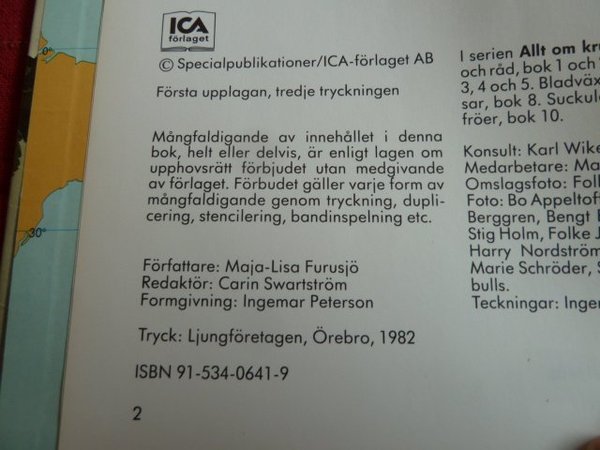 ICA
förlaget
© Specialpublikationer/ICA-förlaget AB
Första upplagan, tredje tryckningen
Mångfaldigande av innehållet i denna
bok, helt eller delvis, är enligt lagen om
upphovsrätt förbjudet utan medgivande
av förlaget. Förbudet gäller varje form av
mångfaldigande genom tryckning, dupli-
cering, stencilering, bandinspelning etc.
Författare: Maja-Lisa Furusjö
Redaktör: Carin Swartström
Formgivning: Ingemar Peterson
Tryck: Ljungföretagen, Örebro, 1982
ISBN 91-534-0641-9
2
I serien Allt om
och råd, bok 1 och
3, 4 och 5.
sar, bok 8.
fröer, bok 10.
Konsult: Karl
Medarbetare:
Omslagsfoto:
Foto: Bo
Berggren, Bengt
Stig Holm, Folke
Harry Nordström
Marie Schröder,
bulls.
Teckningar:
30°